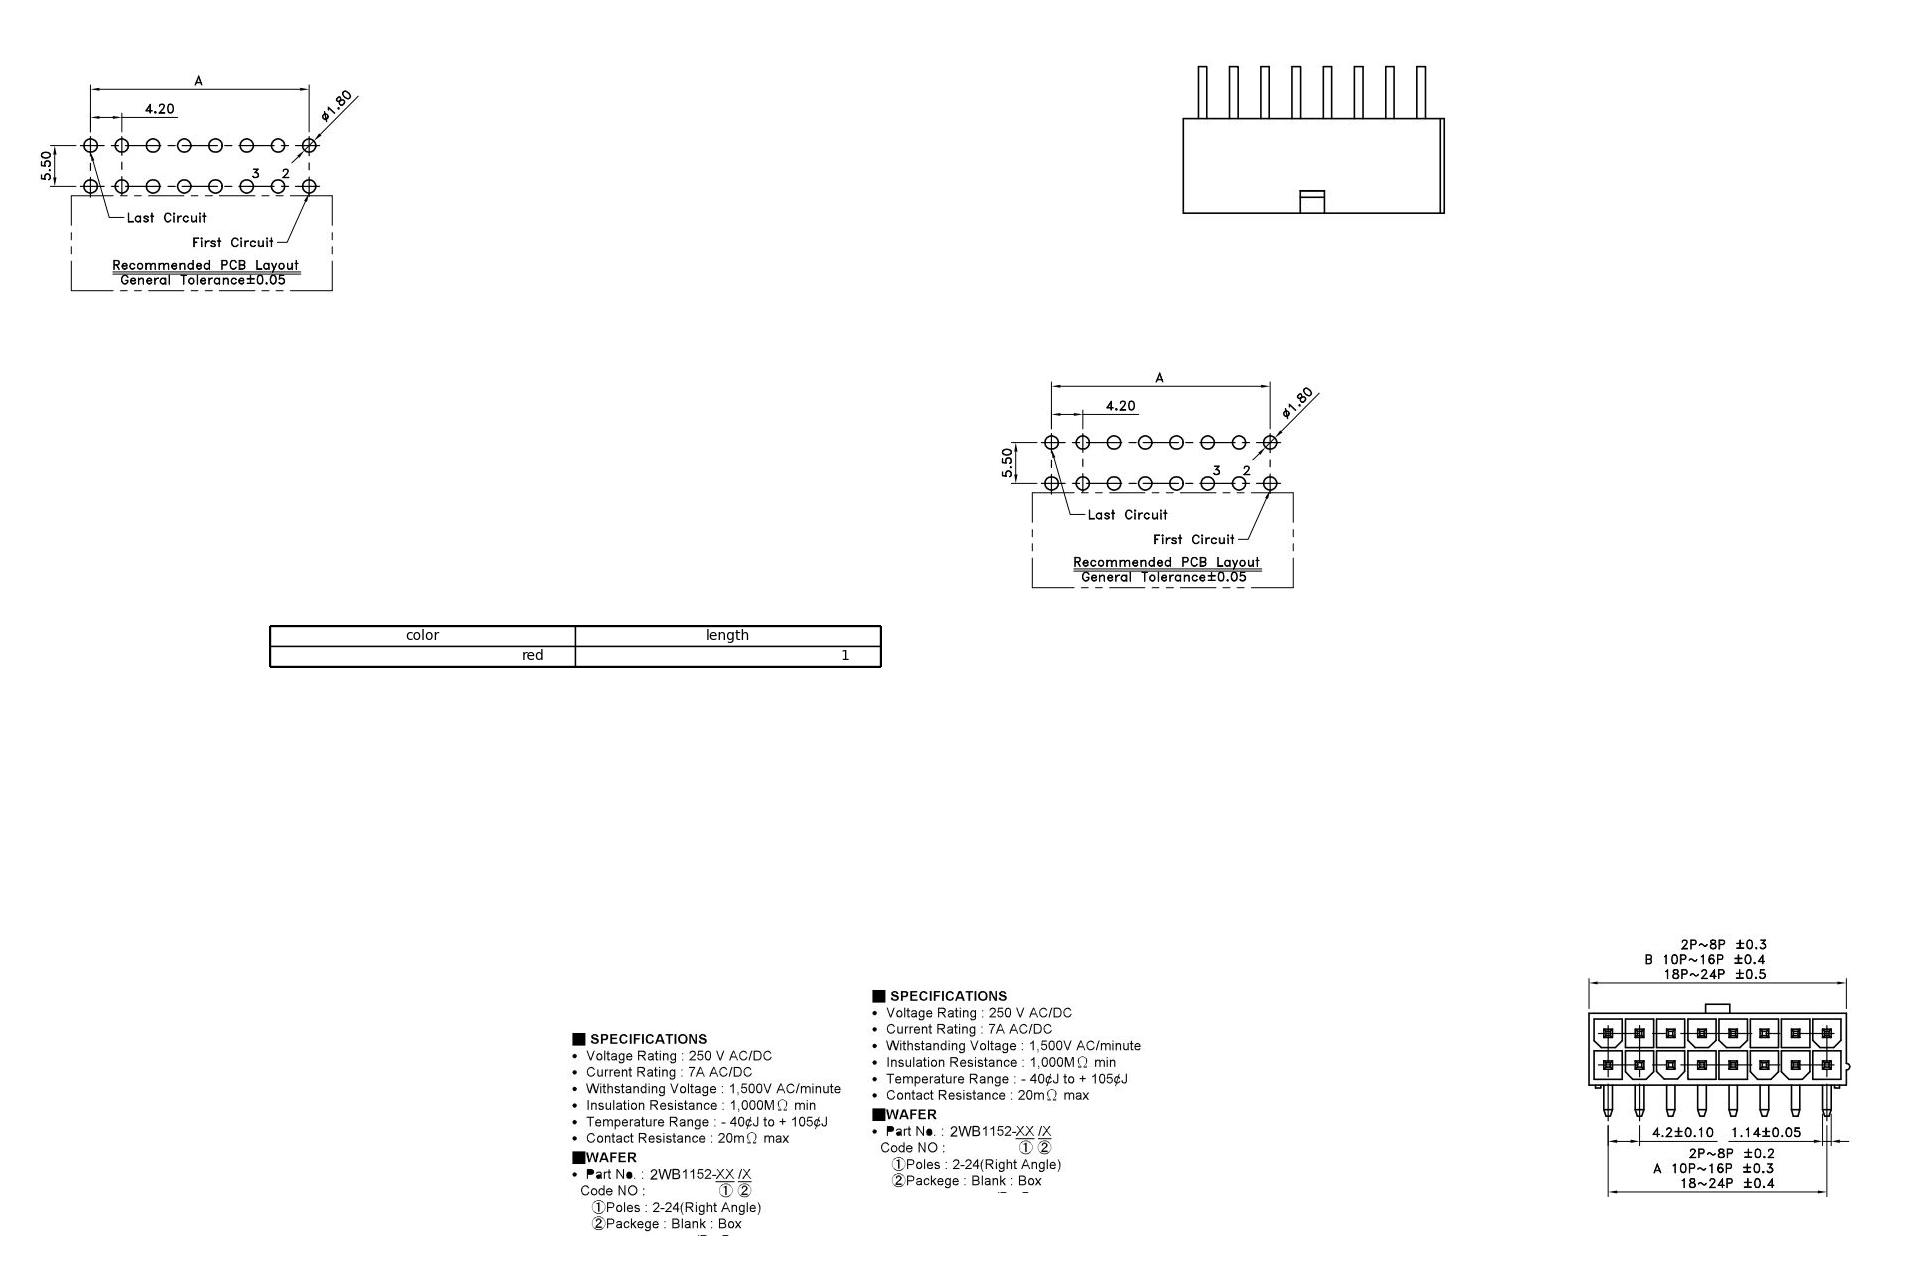 A
4.20
ø1.80
5.50
3 2
Last Circuit
First Circuit
Recommended PCB Layout
General Tolerance±0.05
A
4.20
ø1.80
5.50
3 2
Last Circuit
First Circuit
Recommended PCB Layout
General Tolerance±0.05
color length
red 1
■ SPECIFICATIONS
• Voltage Rating : 250 V AC/DC
• Current Rating : 7A AC/DC
• Withstanding Voltage : 1,500V AC/minute
• Insulation Resistance : 1,000MΩ min
• Temperature Range : - 40¢J to + 105¢J
• Contact Resistance : 20mΩ max
■WAFER
• Part No. : 2WB1152-XX /X
Code NO : ① ②
①Poles : 2-24(Right Angle)
②Packege : Blank : Box
■ SPECIFICATIONS
• Voltage Rating : 250 V AC/DC
• Current Rating : 7A AC/DC
• Withstanding Voltage : 1,500V AC/minute
• Insulation Resistance : 1,000MΩ min
• Temperature Range : - 40¢J to + 105¢J
• Contact Resistance : 20mΩ max
■WAFER
• Part No. : 2WB1152-XX /X
Code NO : ① ②
①Poles : 2-24(Right Angle)
②Packege : Blank : Box
2P~8P ±0.3
B 10P~16P ±0.4
18P~24P ±0.5
4.2±0.10 1.14±0.05
2P~8P ±0.2
A 10P~16P ±0.3
18~24P ±0.4